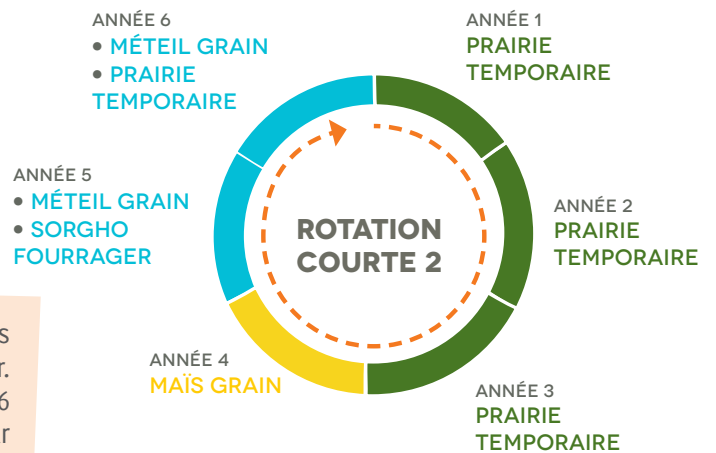 ANNÉE 6
• MÉTEIL GRAIN
• PRAIRIE
TEMPORAIRE
ANNÉE 1
PRAIRIE
TEMPORAIRE
ANNÉE 5
• MÉTEIL GRAIN
• SORGHO
FOURRAGER
ROTATION
COURTE 2
ANNÉE 2
PRAIRIE
TEMPORAIRE
ANNÉE 4
MAÏS GRAIN
ANNÉE 3
PRAIRIE
TEMPORAIRE
6